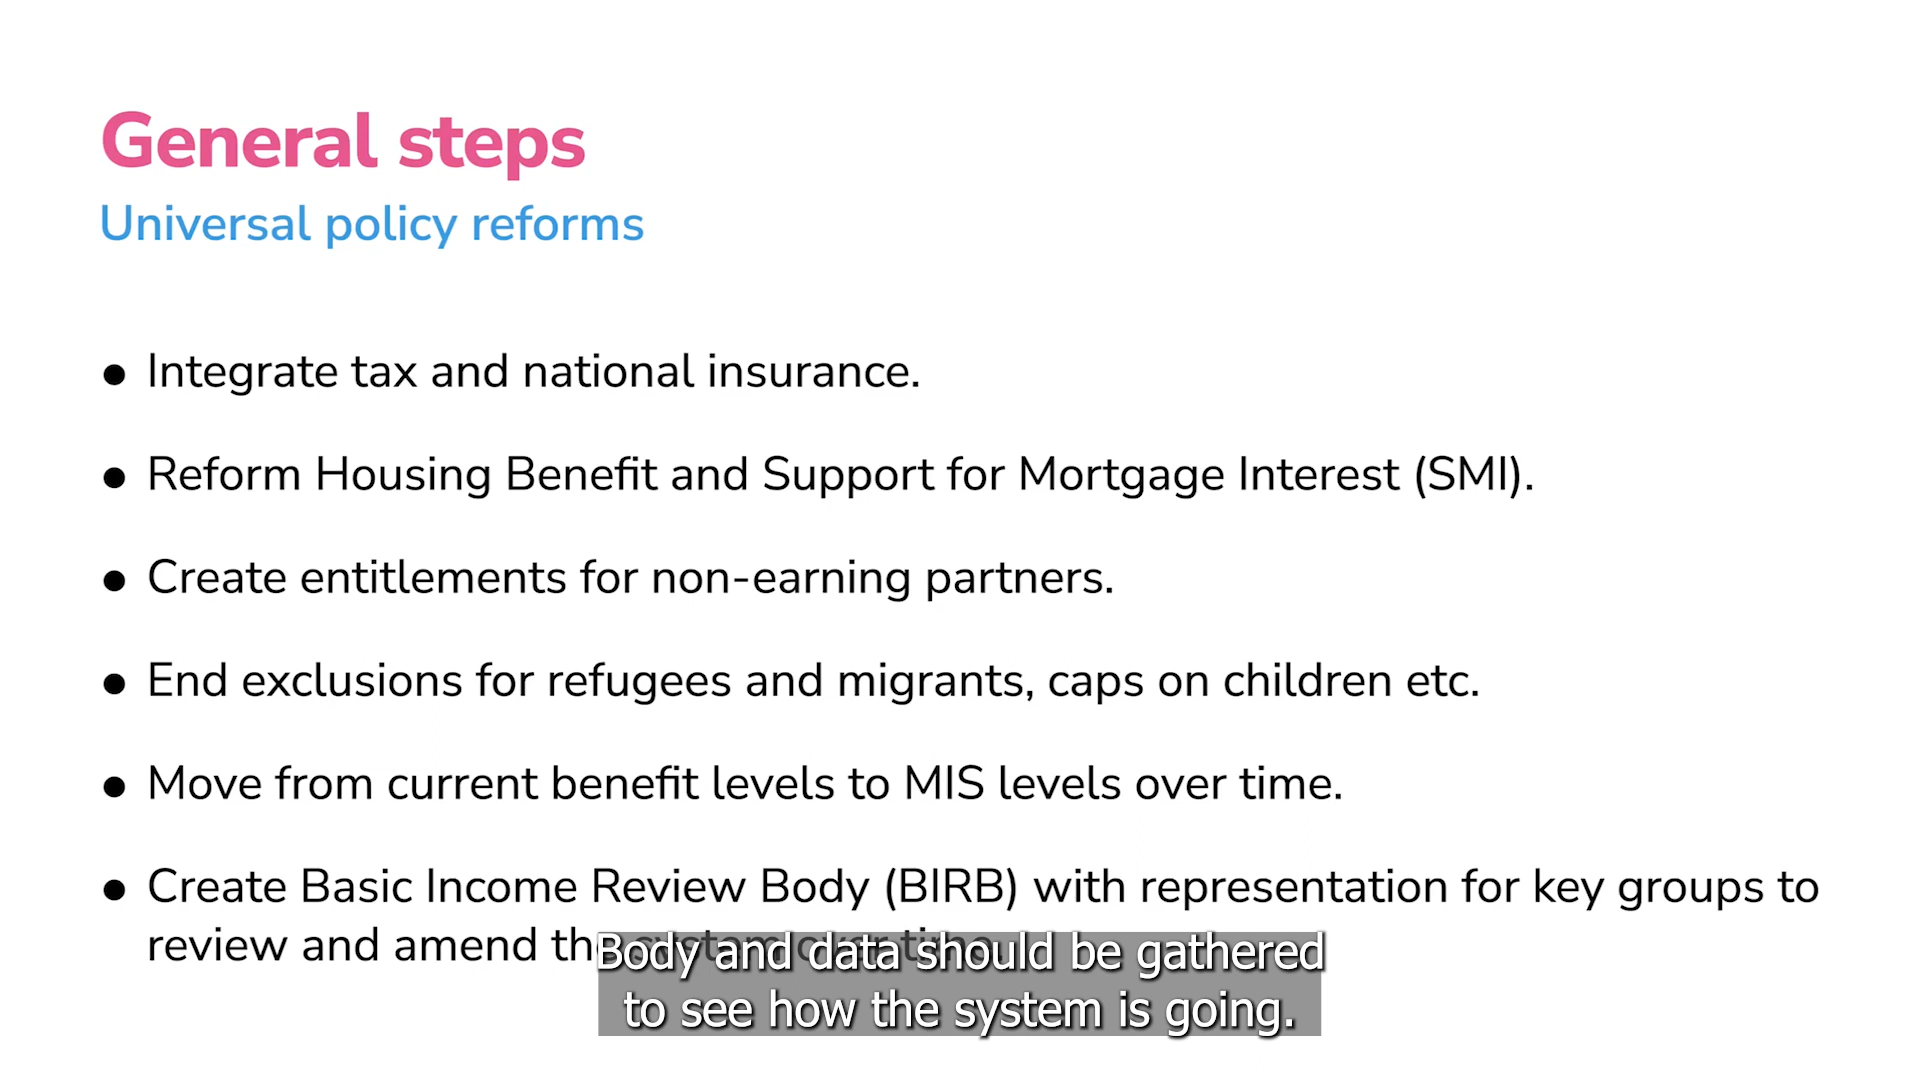 General steps
Universal policy reforms
• Integrate tax and national insurance.
• Reform Housing Benefit and Support for Mortgage Interest (SMI).
• Create entitlements for non-earning partners.
• End exclusions for refugees and migrants, caps on children etc.
• Move from current benefit levels to MIS levels over time.
• Create Basic Income Review Body (BIRB) with representation for key groups to
review and amend the system over time.
Body and data should be gathered
to see how the system is going.